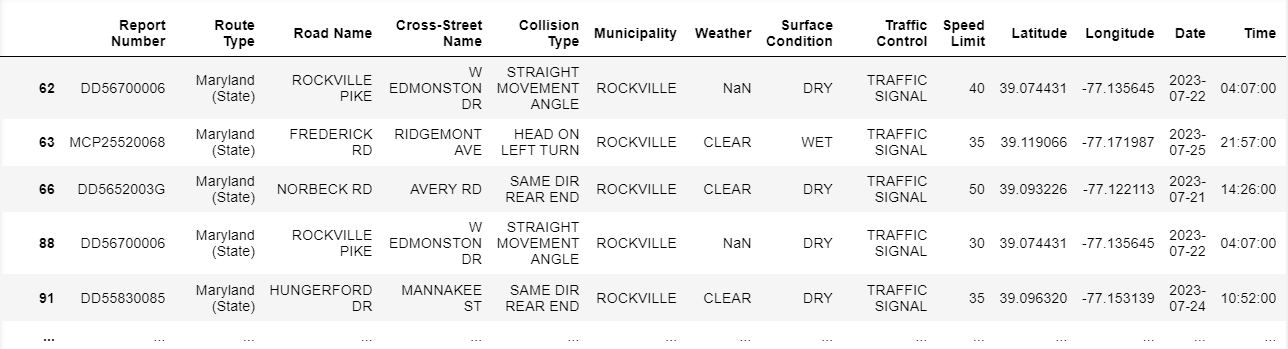 Report Number Route Type Road Name Cross-Street Name Collision Type Municipality Weather Surface Condition Traffic Control Speed Limit Latitude Longitude Date Time
62 DD56700006 Maryland (State) ROCKVILLE PIKE W EDMONSTON DR STRAIGHT MOVEMENT ANGLE ROCKVILLE NaN DRY TRAFFIC SIGNAL 40 39.074431 -77.135645 2023-07-22 04:07:00
63 MCP25520068 Maryland (State) FREDERICK RD RIDGEMONT AVE HEAD ON LEFT TURN ROCKVILLE CLEAR WET TRAFFIC SIGNAL 35 39.119066 -77.171987 2023-07-25 21:57:00
66 DD5652003G Maryland (State) NORBECK RD AVERY RD SAME DIR REAR END ROCKVILLE CLEAR DRY TRAFFIC SIGNAL 50 39.093226 -77.122113 2023-07-21 14:26:00
88 DD56700006 Maryland (State) ROCKVILLE PIKE W EDMONSTON DR STRAIGHT MOVEMENT ANGLE ROCKVILLE NaN DRY TRAFFIC SIGNAL 30 39.074431 -77.135645 2023-07-22 04:07:00
91 DD55830085 Maryland (State) HUNGERFORD DR MANNAKEE ST SAME DIR REAR END ROCKVILLE CLEAR DRY TRAFFIC SIGNAL 35 39.096320 -77.153139 2023-07-24 10:52:00
... ... ... ... ... ... ... ... ... ... ... ... ... ... ...